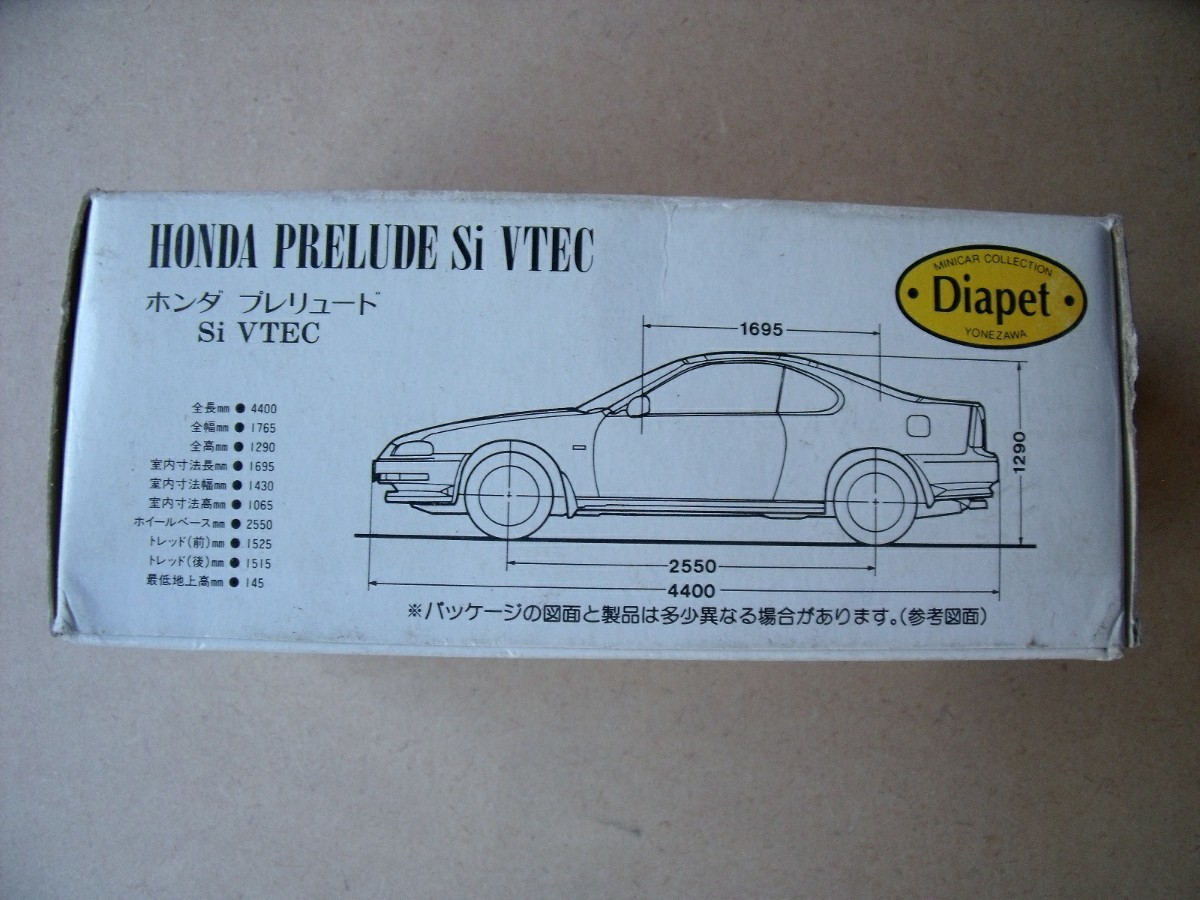 HONDA PRELUDE Si VTEC
ホンダ プレリュード
Si VTEC
MINICAR COLLECTION
• Diapet •
YONEZAWA
全長mm ● 4400
全幅mm ● 1765
全高mm ● 1290
室内寸法長mm ● 1695
室内寸法幅mm ● 1430
室内寸法高mm ● 1065
ホイールベースmm ● 2550
トレッド(前)mm ● 1525
トレッド(後)mm ● 1515
最低地上高mm ● 145
1695
1290
2550
4400
※パッケージの図面と製品は多少異なる場合があります。(参考図面)